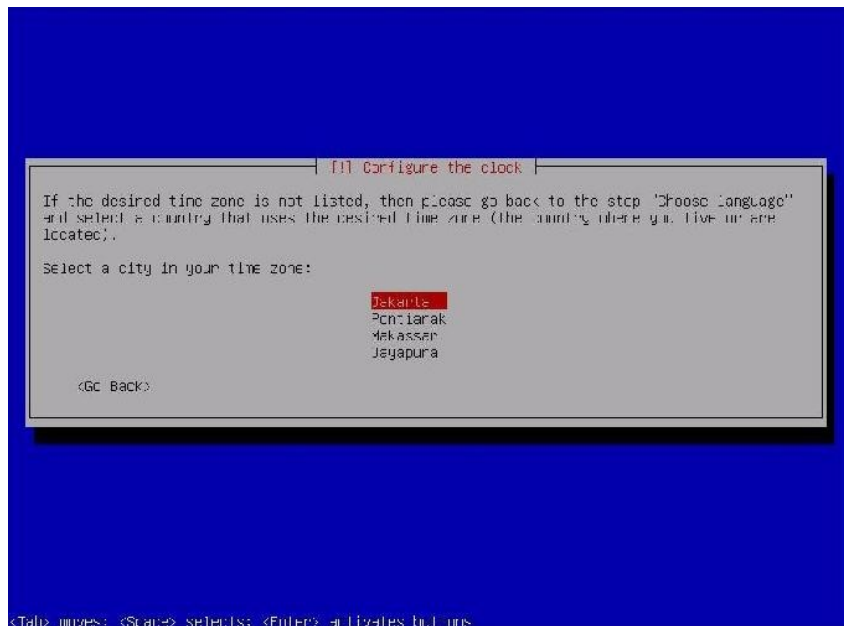 [!] Configure the clock
If the desired time zone is not listed, then please go back to the step "Choose language"
and select a country that uses the desired time zone (the country where you live or are
located).
Select a city in your time zone:
Jakarta
Pontianak
Makassar
Jayapura
<Go Back>
<Tab> moves; <Space> selects; <Enter> activates buttons